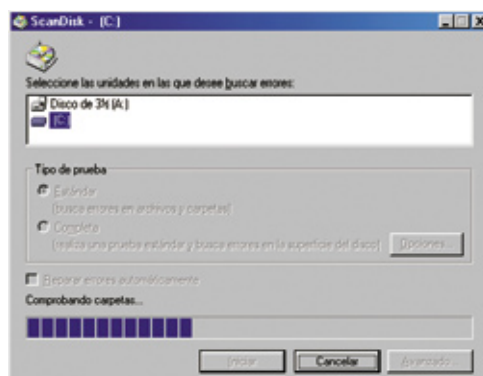 ScanDisk - (C:)
Seleccione las unidades en las que desee buscar errores:
Disco de 3½ (A:)
(C:)
Tipo de prueba
Estándar
(busca errores en archivos y carpetas)
Completa
(realiza una prueba estándar y busca errores en la superficie del disco)
Opciones...
Reparar errores automáticamente
Comprobando carpetas...
Iniciar Cancelar Avanzado...